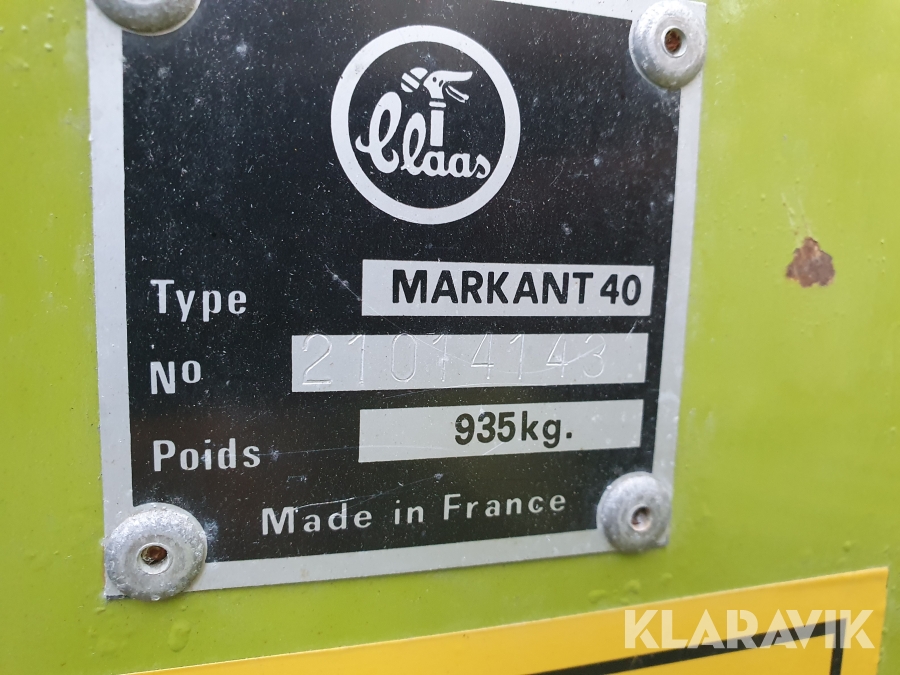 Claas
Type MARKANT 40
No 21014143
Poids 935kg.
Made in France
KLARAVIK